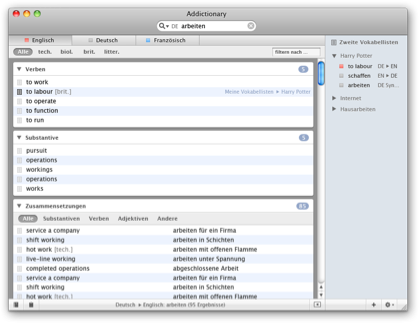 Addictionary
DE arbeiten
Englisch Deutsch Französisch
Alle tech. biol. brit. litter. filtern nach ...
Verben 5
to work
to labour [brit.] Meine Vokabellisten ▸ Harry Potter
to operate
to function
to run
Substantive 5
pursuit
operations
workings
operations
works
Zusammensetzungen 85
Alle Substantiven Verben Adjektiven Andere
service a company arbeiten für ein Firma
shift working arbeiten in Schichten
hot work [tech.] arbeiten mit offenen Flamme
live-line working arbeiten unter Spannung
completed operations abgeschlossene Arbeit
service a company arbeiten für ein Firma
shift working arbeiten in Schichten
hot work [tech.] arbeiten mit offenen Flamme
Deutsch ▸ Englisch: arbeiten (95 Ergebnisse)
Zweite Vokabellisten
Harry Potter
to labour DE ▸ EN
schaffen EN ▸ DE
arbeiten DE Syn...
Internet
Hausarbeiten